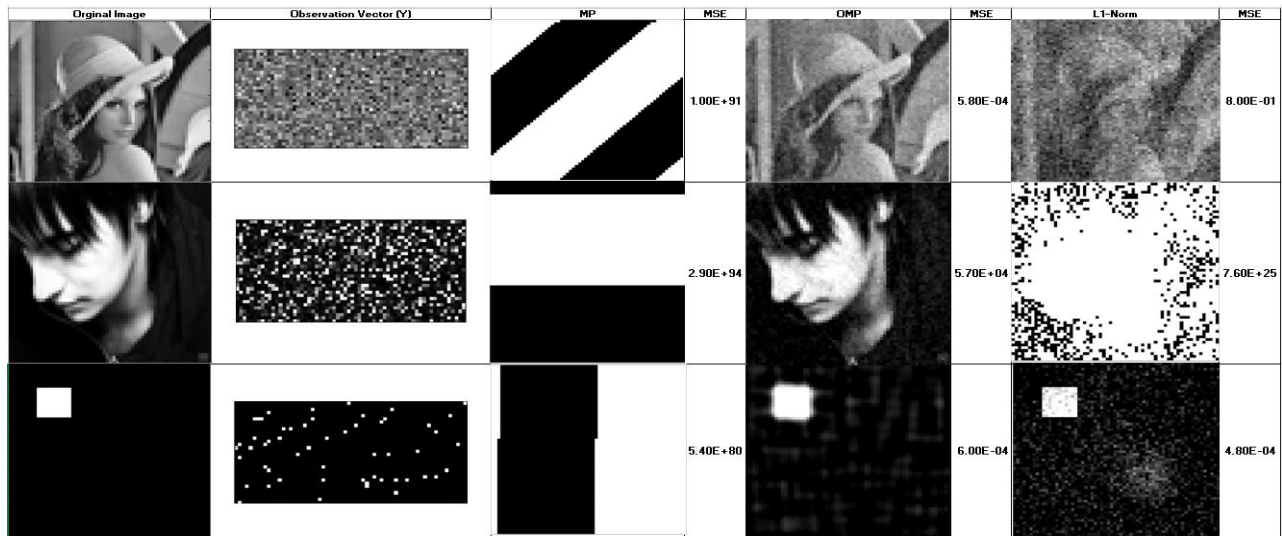 Orginal Image Observation Vector (Y) MP MSE OMP MSE L1-Norm MSE
1.00E+91 5.80E-04 8.00E-01
2.90E+94 5.70E+04 7.60E+25
5.40E+80 6.00E-04 4.80E-04